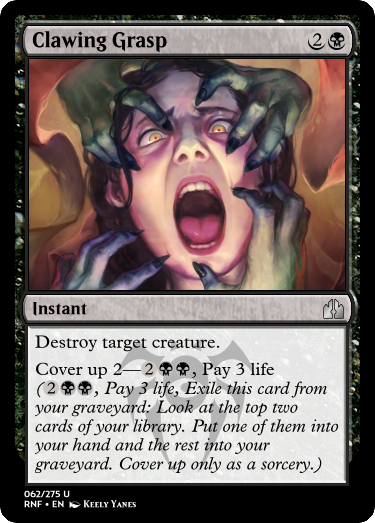 Clawing Grasp 2
Instant
Destroy target creature.
Cover up 2— 2, Pay 3 life
( 2, Pay 3 life, Exile this card from
your graveyard: Look at the top two
cards of your library. Put one of them into
your hand and the rest into your
graveyard. Cover up only as a sorcery.)
062/275 U
RNF • EN Keely Yanes